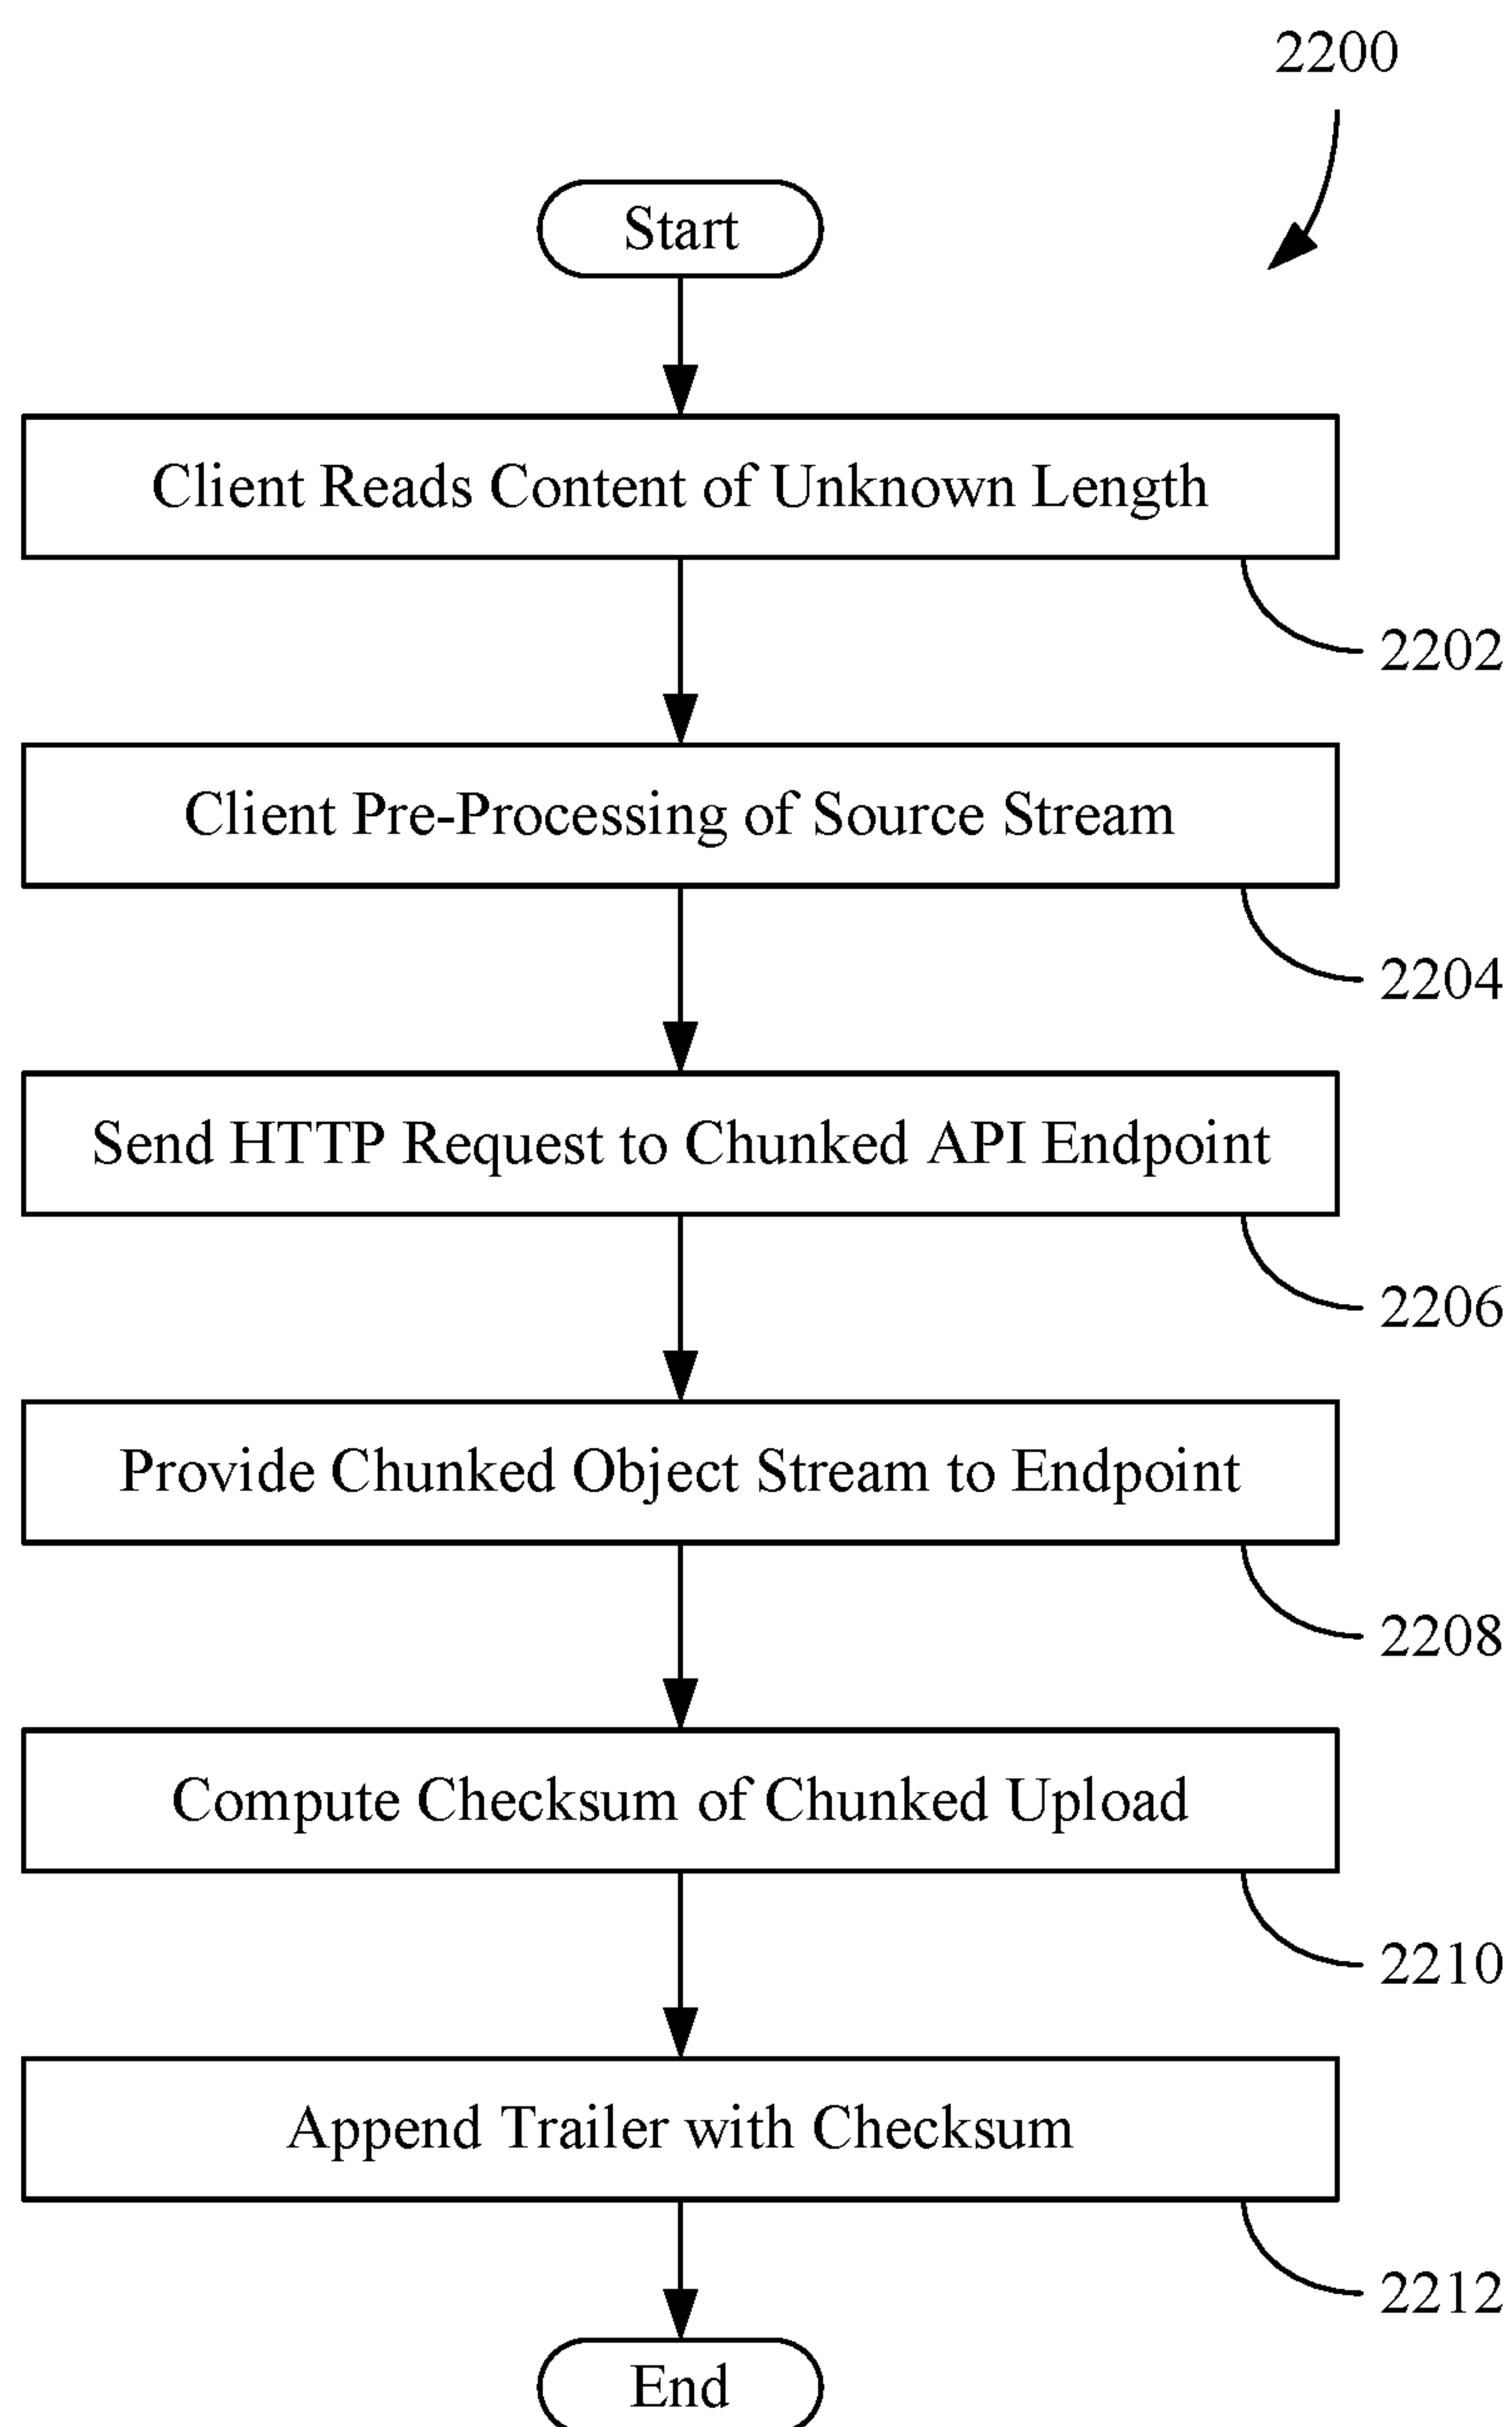 2200
Start
Client Reads Content of Unknown Length
2202
Client Pre-Processing of Source Stream
2204
Send HTTP Request to Chunked API Endpoint
2206
Provide Chunked Object Stream to Endpoint
2208
Compute Checksum of Chunked Upload
2210
Append Trailer with Checksum
2212
End